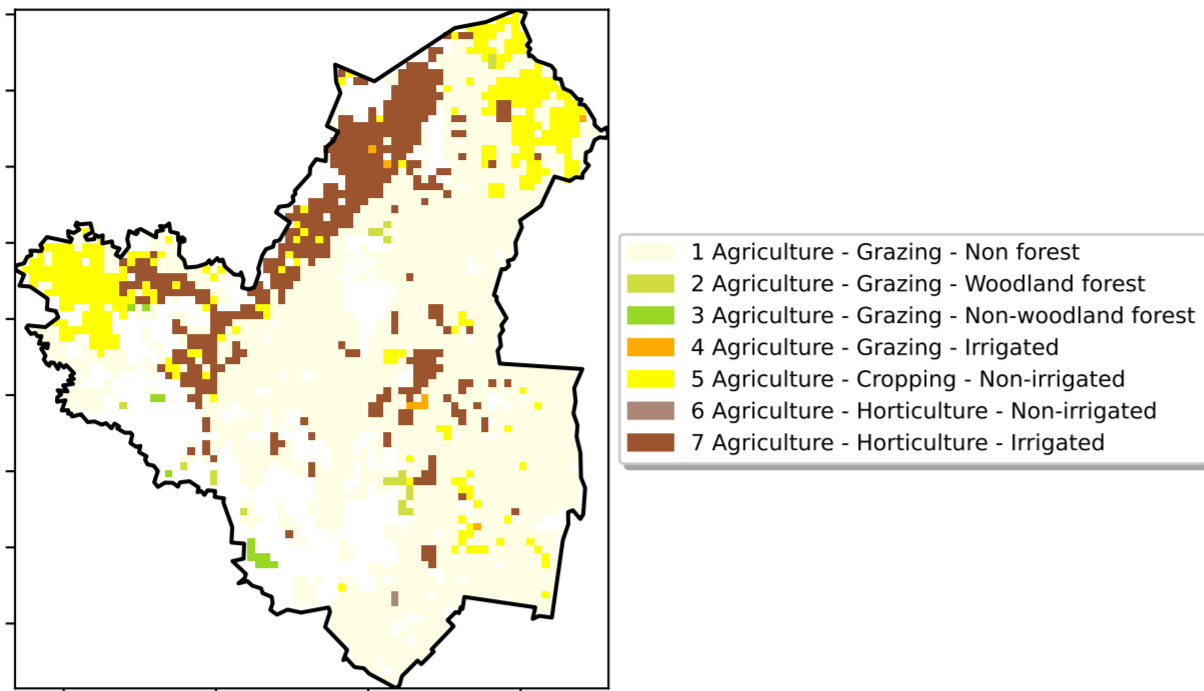 1 Agriculture - Grazing - Non forest
2 Agriculture - Grazing - Woodland forest
3 Agriculture - Grazing - Non-woodland forest
4 Agriculture - Grazing - Irrigated
5 Agriculture - Cropping - Non-irrigated
6 Agriculture - Horticulture - Non-irrigated
7 Agriculture - Horticulture - Irrigated